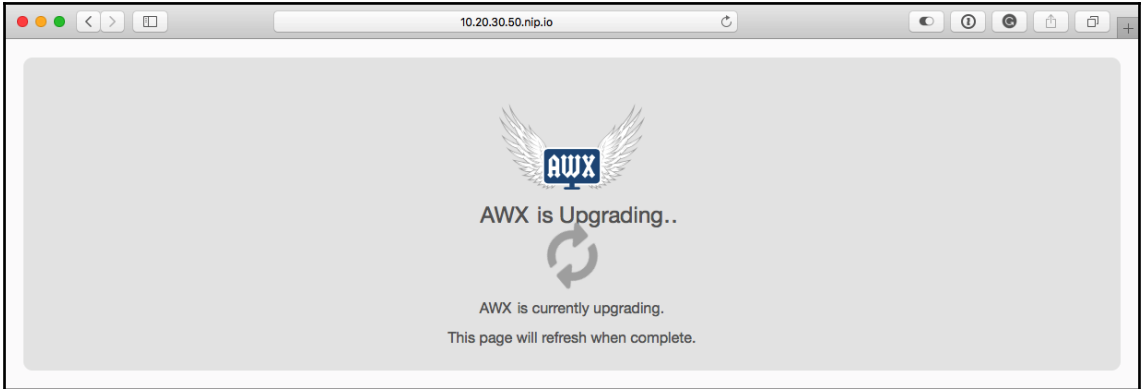 10.20.30.50.nip.io
AWX
AWX is Upgrading..
AWX is currently upgrading.
This page will refresh when complete.